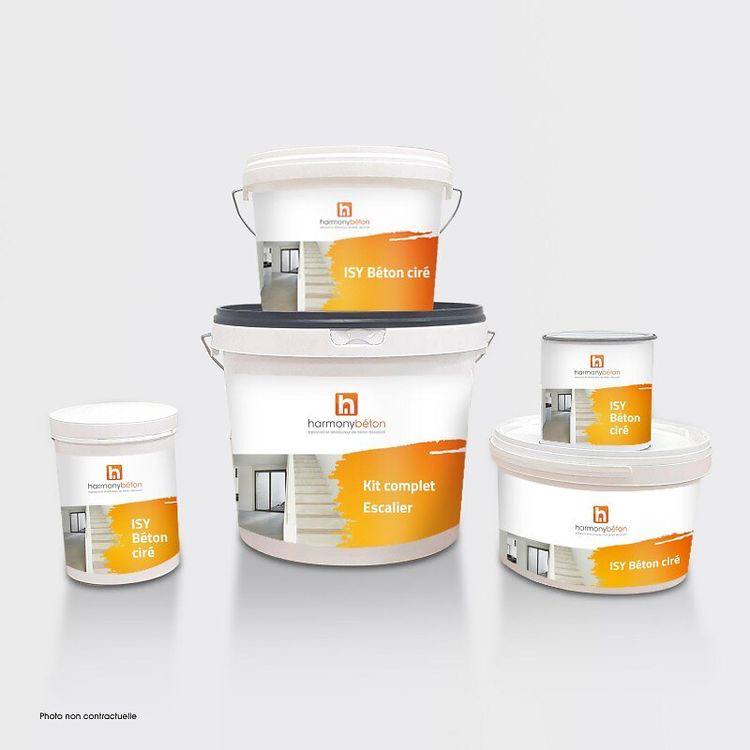 harmonybéton
ISY Béton ciré
harmonybéton
Kit complet
Escalier
harmonybéton
ISY
Béton
ciré
harmonybéton
ISY
Béton
ciré
harmonybéton
ISY Béton ciré
Photo non contractuelle